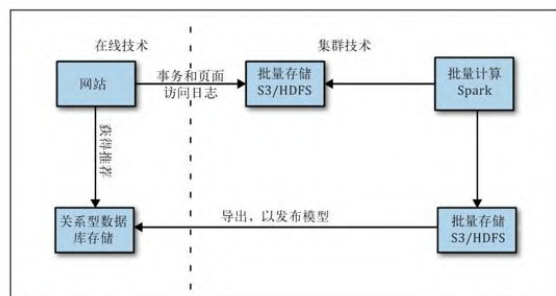 在线技术
集群技术
网站
事务和页面
访问日志
批量存储
S3/HDFS
批量计算
Spark
获得推荐
关系型数据
库存储
导出，以发布模型
批量存储
S3/HDFS